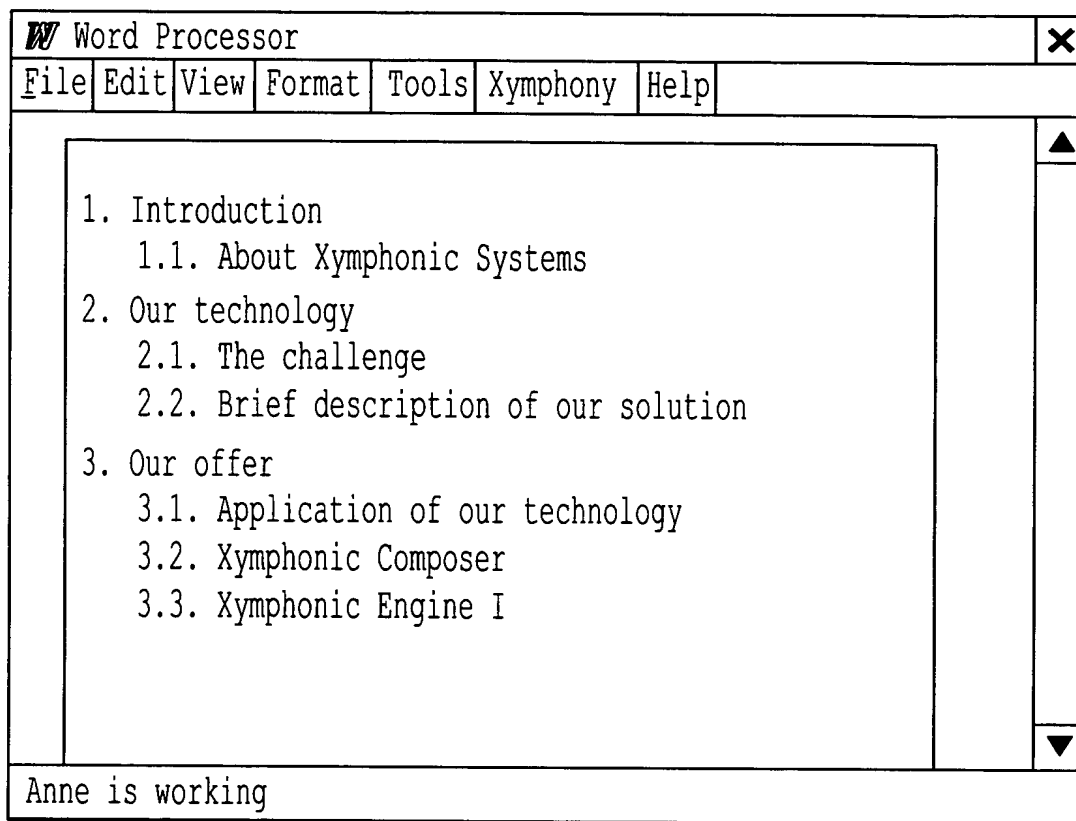 W Word Processor
File Edit View Format Tools Xymphony Help
1. Introduction
1.1. About Xymphonic Systems
2. Our technology
2.1. The challenge
2.2. Brief description of our solution
3. Our offer
3.1. Application of our technology
3.2. Xymphonic Composer
3.3. Xymphonic Engine I
Anne is working